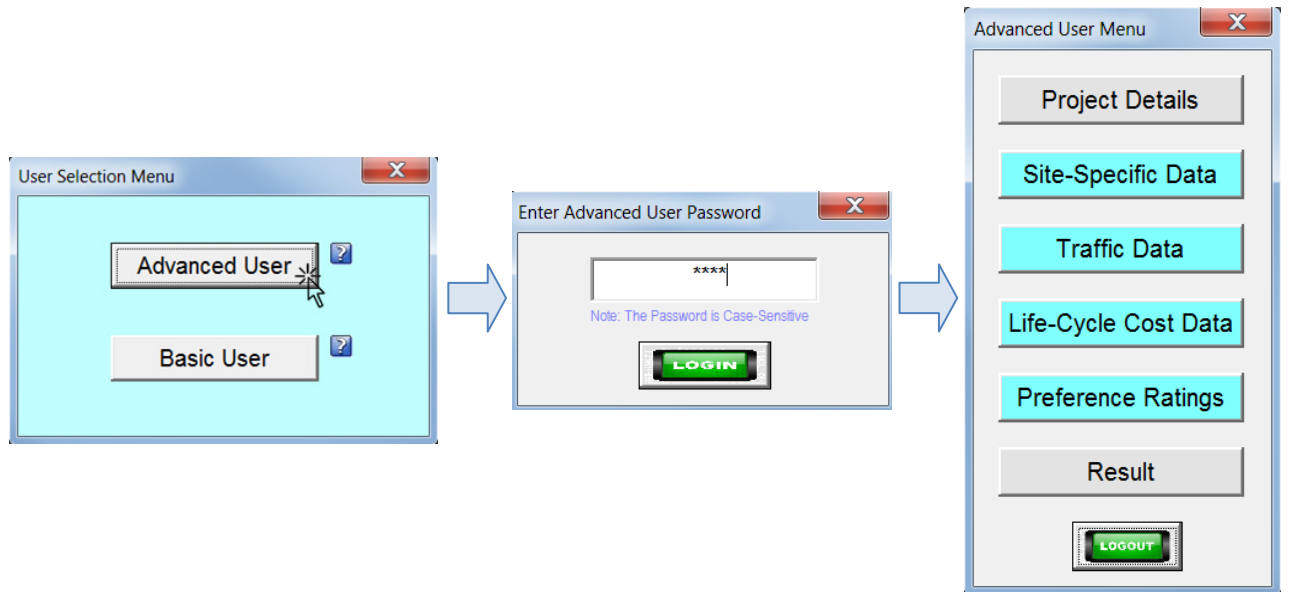 User Selection Menu
X
Advanced User
?
Basic User
?
Enter Advanced User Password
X
****
Note: The Password is Case-Sensitive
LOGIN
Advanced User Menu
X
Project Details
Site-Specific Data
Traffic Data
Life-Cycle Cost Data
Preference Ratings
Result
LOGOUT